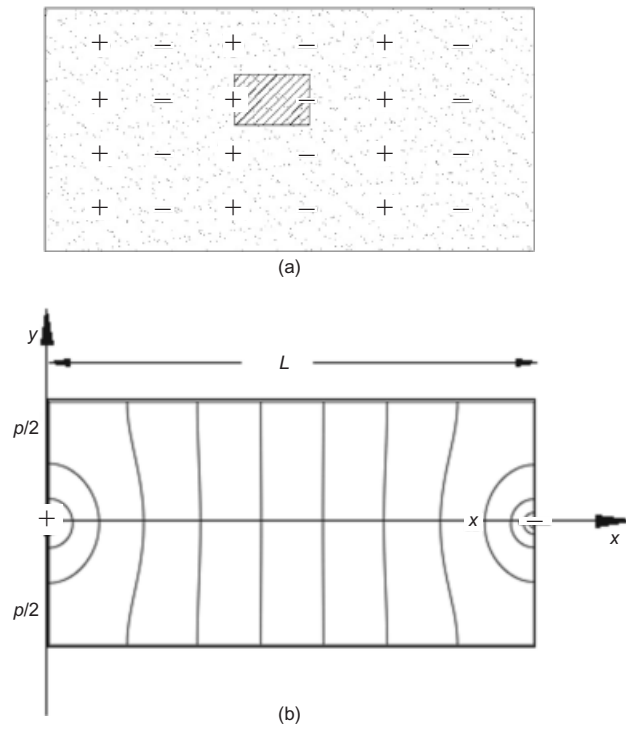 + − + − + −
+ − + − + −
+ − + − + −
+ − + − + −
(a)
y
L
p/2
+ x −
x
p/2
(b)